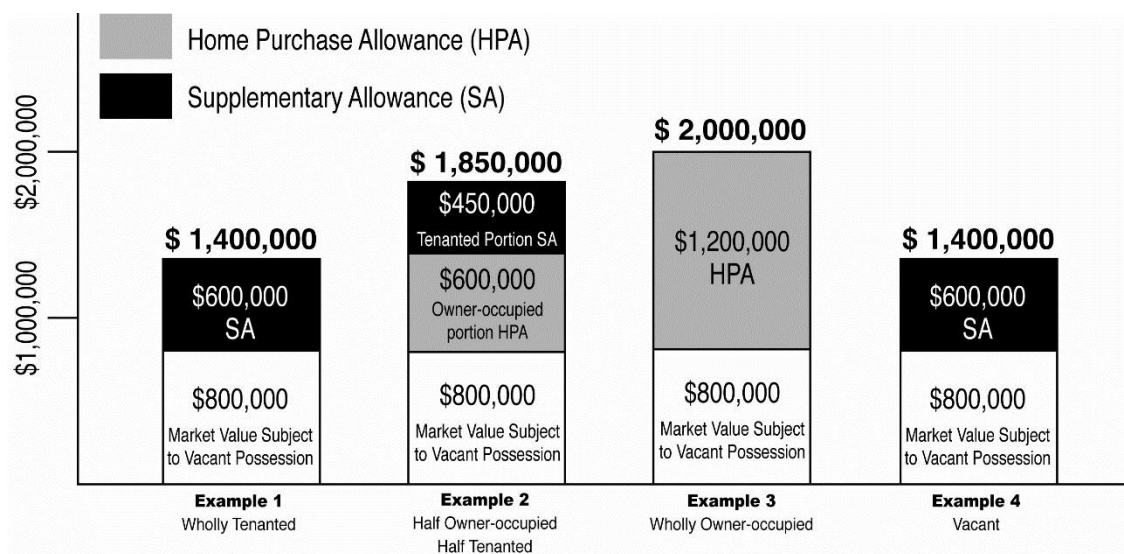 Home Purchase Allowance (HPA)
Supplementary Allowance (SA)
$2,000,000
$1,000,000
$ 1,400,000
$600,000
SA
$800,000
Market Value Subject
to Vacant Possession
Example 1
Wholly Tenanted
$ 1,850,000
$450,000
Tenanted Portion SA
$600,000
Owner-occupied
portion HPA
$800,000
Market Value Subject
to Vacant Possession
Example 2
Half Owner-occupied
Half Tenanted
$ 2,000,000
$1,200,000
HPA
$800,000
Market Value Subject
to Vacant Possession
Example 3
Wholly Owner-occupied
$ 1,400,000
$600,000
SA
$800,000
Market Value Subject
to Vacant Possession
Example 4
Vacant